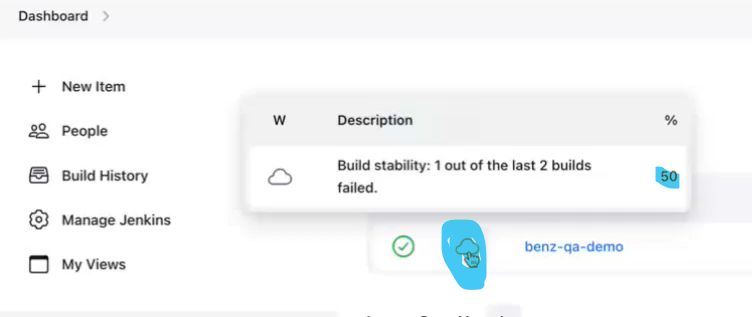 Dashboard
New Item
People
Build History
Manage Jenkins
My Views
W Description %
Build stability: 1 out of the last 2 builds 50
failed.
benz-qa-demo